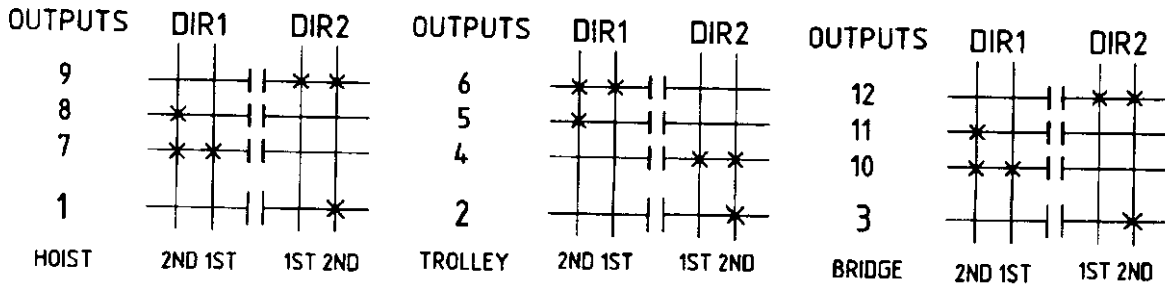 OUTPUTS DIR1 DIR2
9
8
7
1
HOIST 2ND 1ST 1ST 2ND
OUTPUTS DIR1 DIR2
6
5
4
2
TROLLEY 2ND 1ST 1ST 2ND
OUTPUTS DIR1 DIR2
12
11
10
3
BRIDGE 2ND 1ST 1ST 2ND